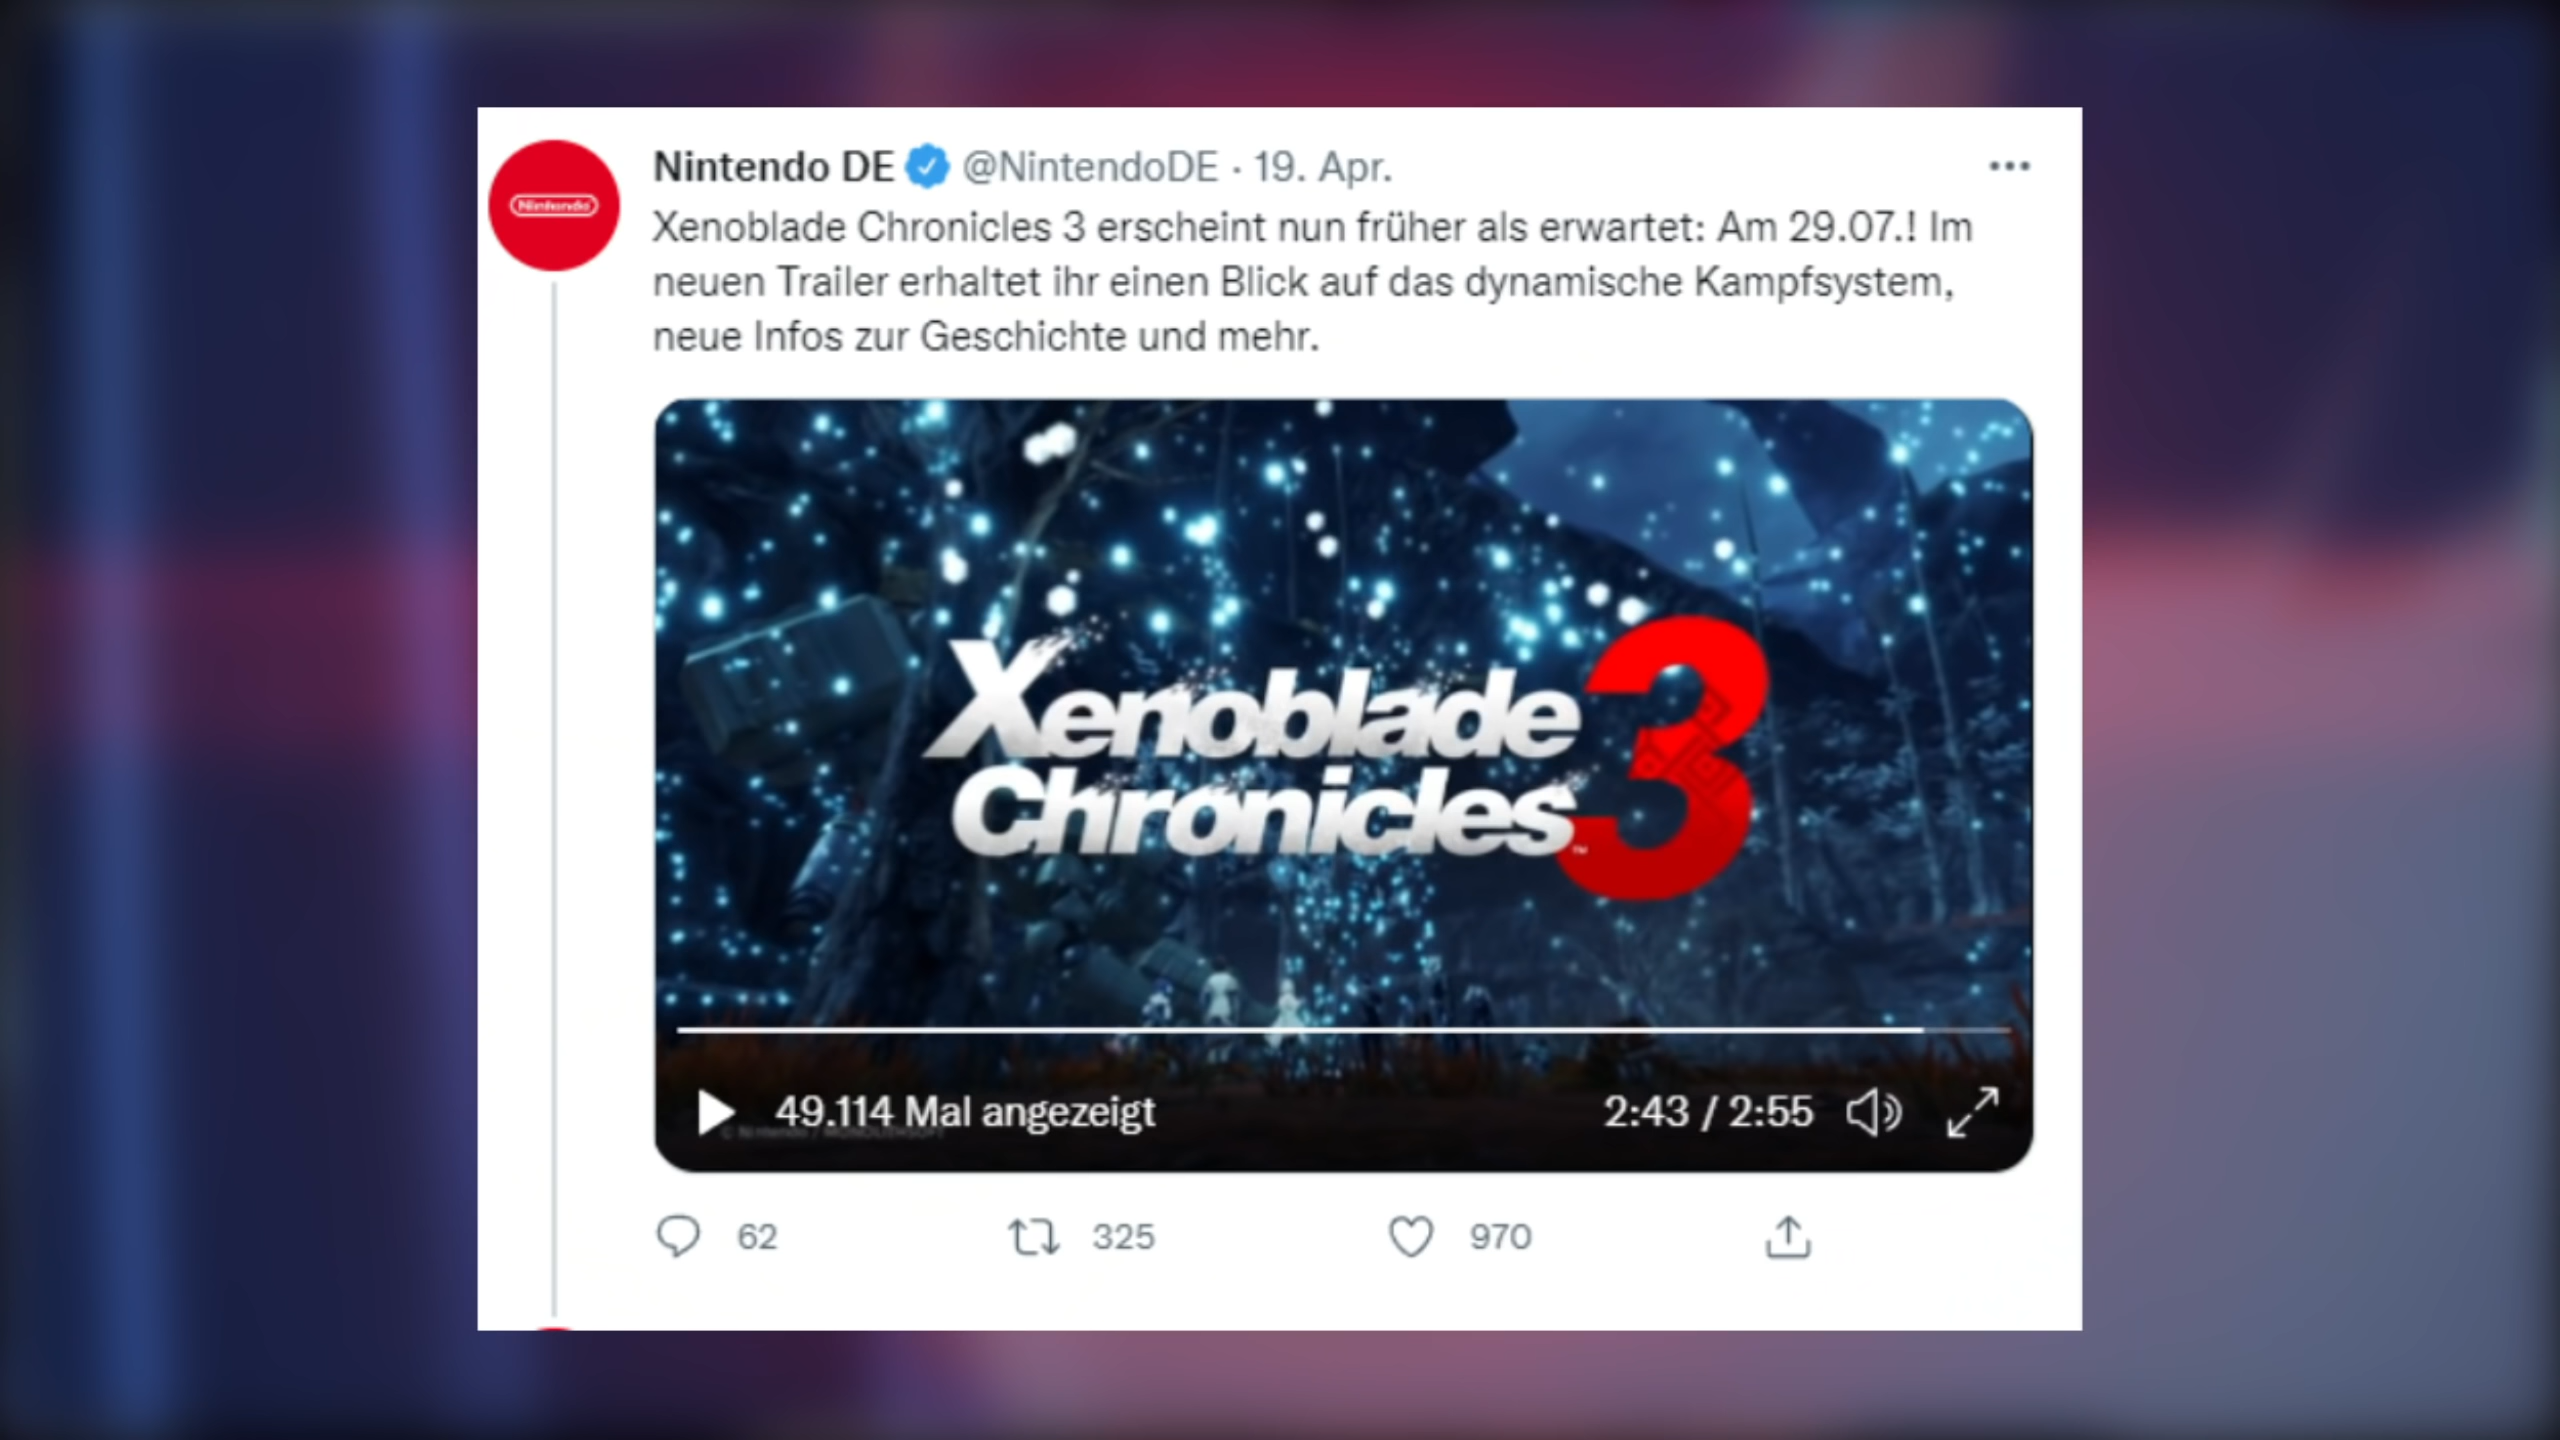 Nintendo
Nintendo DE @NintendoDE · 19. Apr.
Xenoblade Chronicles 3 erscheint nun früher als erwartet: Am 29.07.! Im
neuen Trailer erhaltet ihr einen Blick auf das dynamische Kampfsystem,
neue Infos zur Geschichte und mehr.
Xenoblade
Chronicles 3
™
49.114 Mal angezeigt
2:43 / 2:55
62 325 970